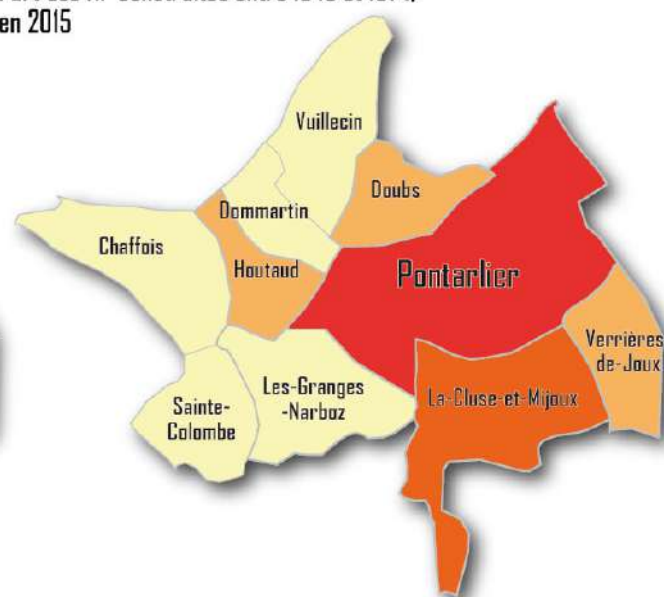 en 2015
Vuillecin
Doubs
Dommartin
Chaffois
Houtaud
Pontarlier
Verrières
de-Joux
Les-Granges
-Narboz
La-Cluse-et-Mijoux
Sainte-
Colombe